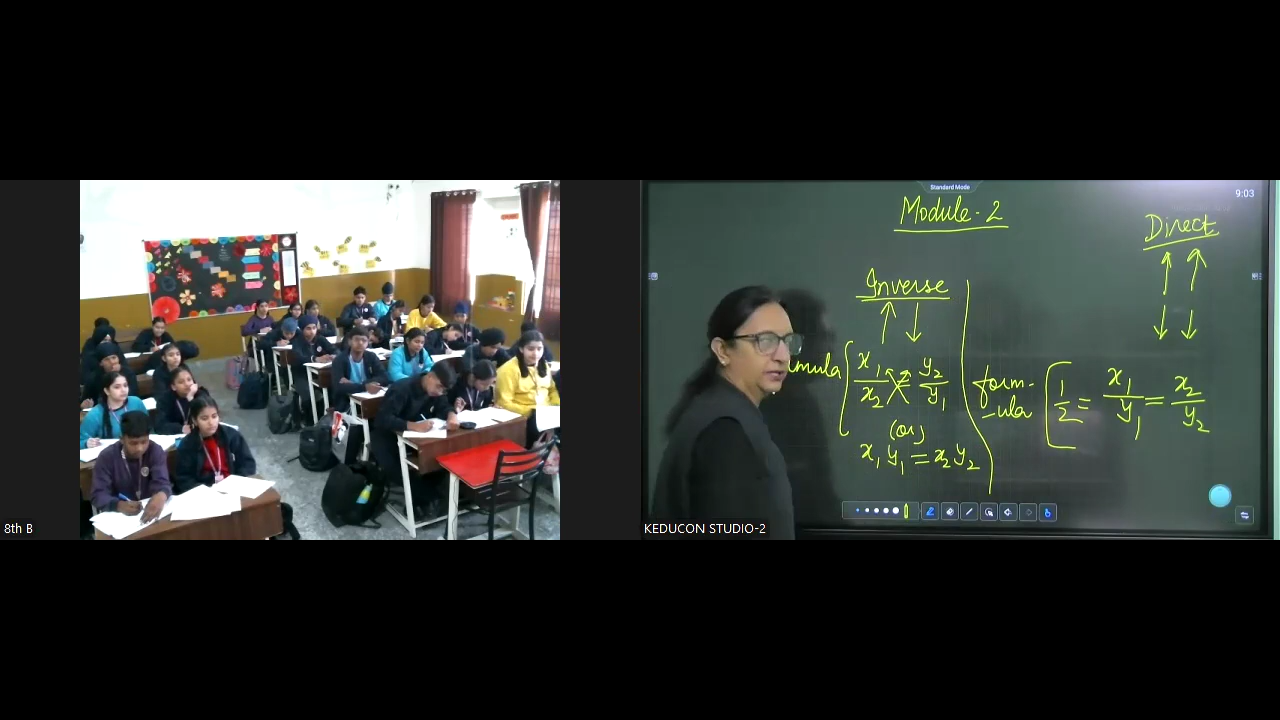 Standard Mode
9:03
Module-2
Direct
Inverse
x₁/x₂ = y₂/y₁
(or)
x₁y₁ = x₂y₂
form-
-ula
1/2 = x₁/y₁ = x₂/y₂
8th B
KEDUCON STUDIO-2